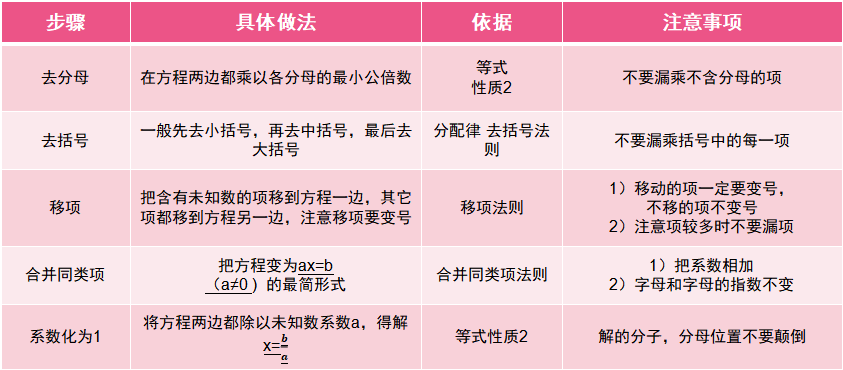 步骤 具体做法 依据 注意事项
去分母 在方程两边都乘以各分母的最小公倍数 等式
性质2 不要漏乘不含分母的项
去括号 一般先去小括号，再去中括号，最后去
大括号 分配律 去括号法
则 不要漏乘括号中的每一项
移项 把含有未知数的项移到方程一边，其它
项都移到方程另一边，注意移项要变号 移项法则 1）移动的项一定要变号，
不移的项不变号
2）注意项较多时不要漏项
合并同类项 把方程变为ax=b
（a≠0）的最简形式 合并同类项法则 1）把系数相加
2）字母和字母的指数不变
系数化为1 将方程两边都除以未知数系数a，得解
x=b/a 等式性质2 解的分子，分母位置不要颠倒